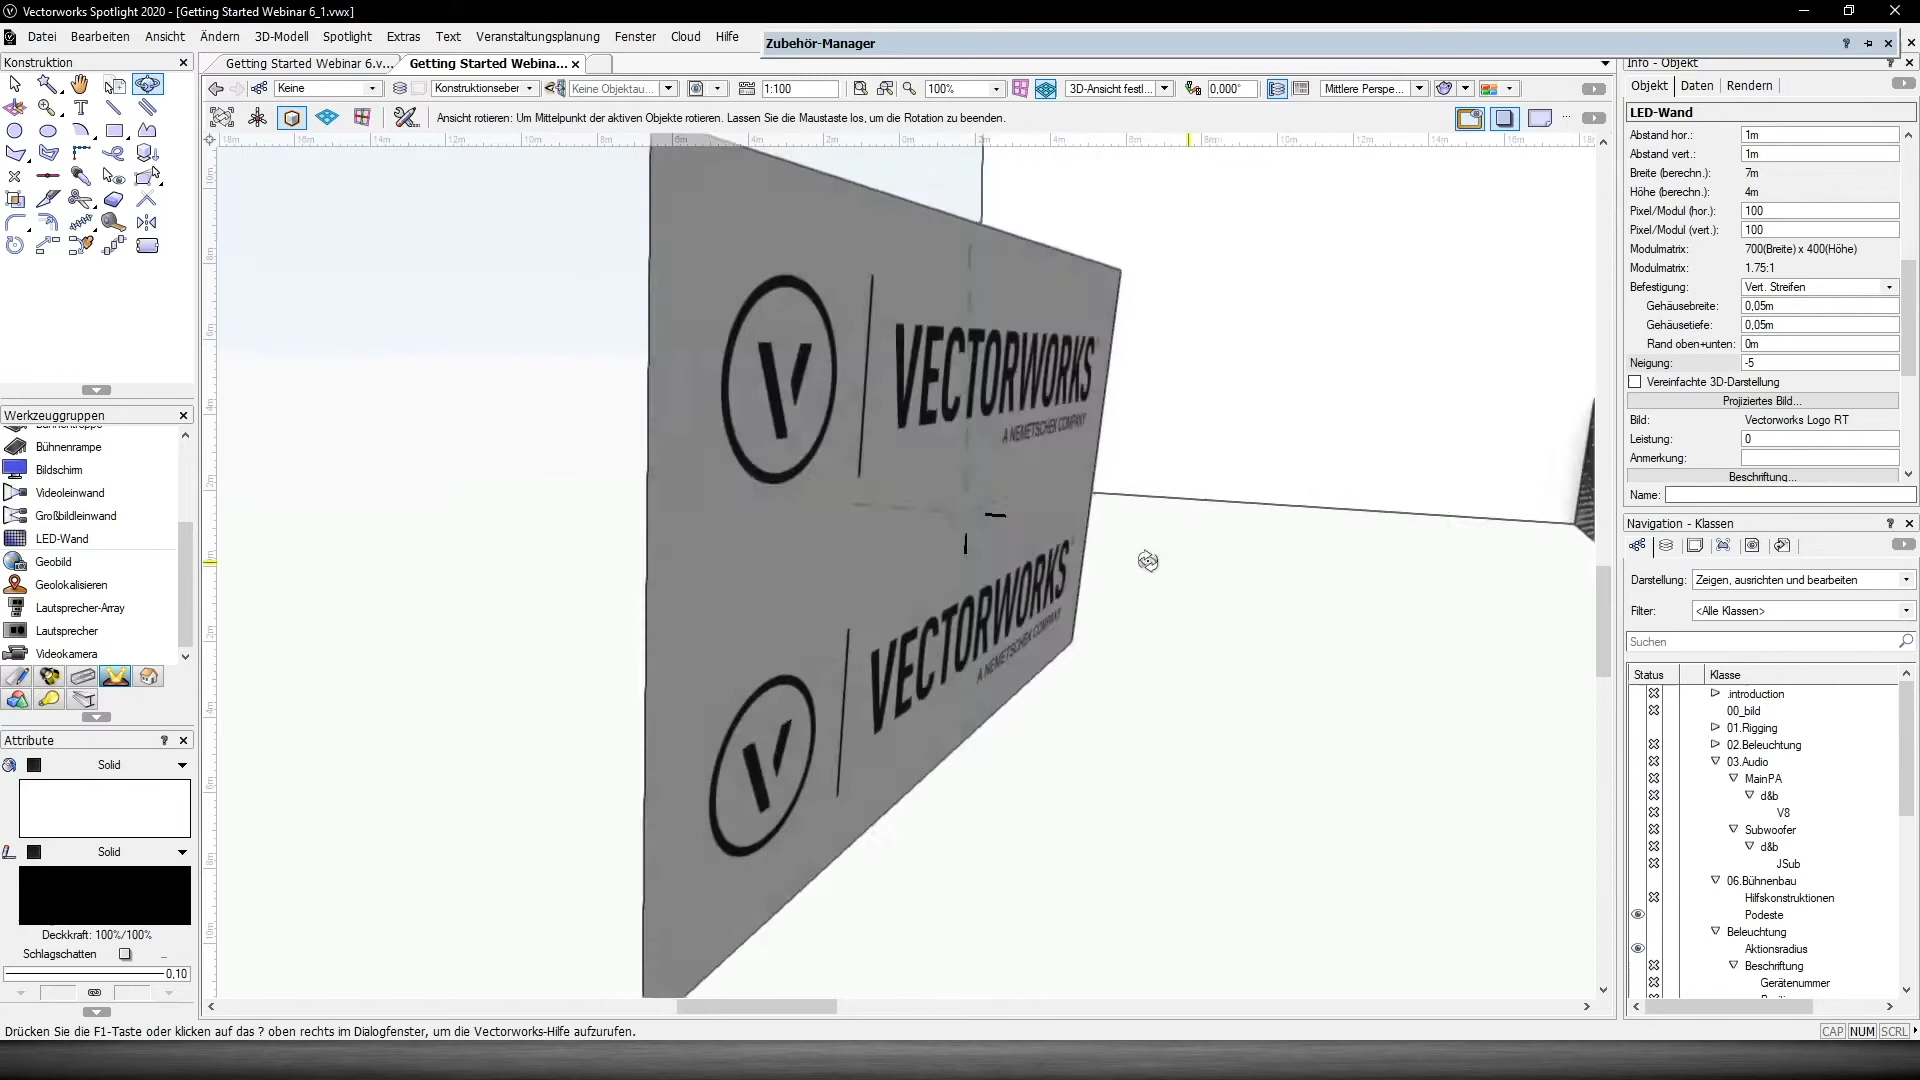 Vectorworks Spotlight 2020 - [Getting Started Webinar 6_1.vwx]
Datei Bearbeiten Ansicht Ändern 3D-Modell Spotlight Extras Text Veranstaltungsplanung Fenster Cloud Hilfe
Zubehör-Manager
Konstruktion
Getting Started Webinar 6.v...
Getting Started Webina...
Keine
Konstruktionseber
Keine Objektau...
1:100
100%
3D-Ansicht festl...
0,000°
Mittlere Perspe...
Ansicht rotieren: Um Mittelpunkt der aktiven Objekte rotieren. Lassen Sie die Maustaste los, um die Rotation zu beenden.
VECTORWORKS
A NEMETSCHEK COMPANY
VECTORWORKS
A NEMETSCHEK COMPANY
Werkzeuggruppen
Bühnentreppe
Bühnenrampe
Bildschim
Videoleinwand
Großbildleinwand
LED-Wand
Geobild
Geolokalisieren
Lautsprecher-Array
Lautsprecher
Videokamera
Attribute
Solid
Solid
Deckkraft: 100%/100%
Schlagschatten
0,10
Info - Objekt
Objekt Daten Rendern
LED-Wand
Abstand hor.: 1m
Abstand vert.: 1m
Breite (berechn.): 7m
Höhe (berechn.): 4m
Pixel/Modul (hor.): 100
Pixel/Modul (vert.): 100
Modulmatrix: 700(Breite) x 400(Höhe)
Modulmatrix: 1.75:1
Befestigung: Vert. Streifen
Gehäusebreite: 0,05m
Gehäusetiefe: 0,05m
Rand oben+unten: 0m
Neigung: -5
Vereinfachte 3D-Darstellung
Projiziertes Bild...
Bild: Vectorworks Logo RT
Leistung: 0
Anmerkung:
Beschriftung...
Name:
Navigation - Klassen
Darstellung: Zeigen, ausrichten und bearbeiten
Filter: <Alle Klassen>
Suchen
Status Klasse
.introduction
00_bild
01.Rigging
02.Beleuchtung
03.Audio
MainPA
d&b
V8
Subwoofer
d&b
JSub
06.Bühnenbau
Hilfskonstruktionen
Podeste
Beleuchtung
Aktionsradius
Beschriftung
Gerätenummer
Drücken Sie die F1-Taste oder klicken auf das ? oben rechts im Dialogfenster, um die Vectorworks-Hilfe aufzurufen.
CAP NUM SCRL